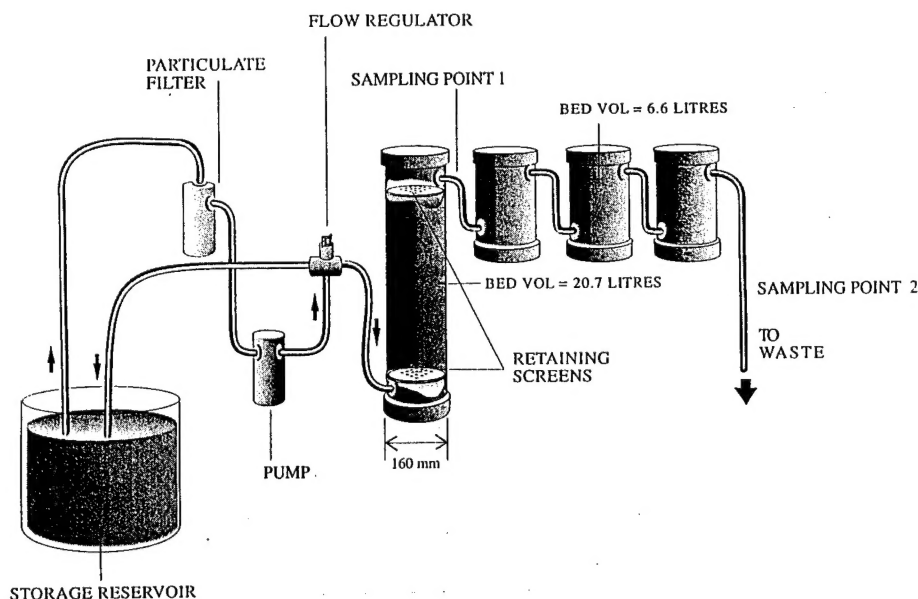 FLOW REGULATOR
PARTICULATE
FILTER
SAMPLING POINT 1
BED VOL = 6.6 LITRES
BED VOL = 20.7 LITRES
SAMPLING POINT 2
TO
WASTE
RETAINING
SCREENS
160 mm
PUMP
STORAGE RESERVOIR